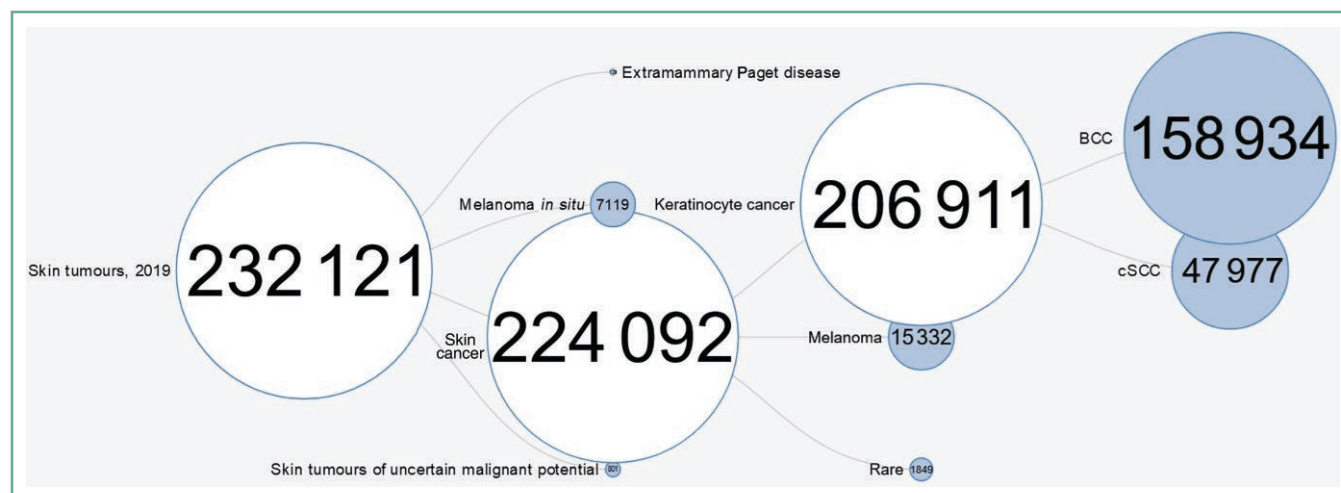 Extramammary Paget disease
BCC
158 934
Melanoma in situ
7119
Keratinocyte cancer
206 911
Skin tumours, 2019
232 121
cSCC
47 977
Skin
cancer
224 092
Melanoma
15 332
Skin tumours of uncertain malignant potential
801
Rare
1849